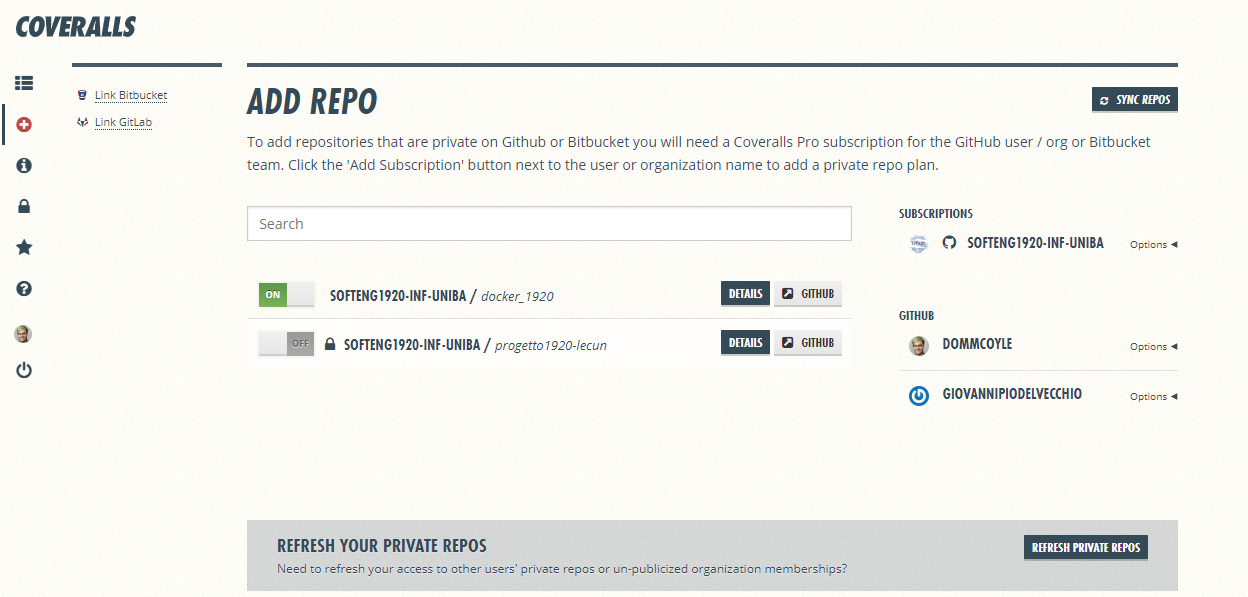 COVERALLS
Link Bitbucket
Link GitLab
ADD REPO
SYNC REPOS
To add repositories that are private on Github or Bitbucket you will need a Coveralls Pro subscription for the GitHub user / org or Bitbucket
team. Click the 'Add Subscription' button next to the user or organization name to add a private repo plan.
Search
ON SOFTENG1920-INF-UNIBA / docker_1920 DETAILS GITHUB
OFF SOFTENG1920-INF-UNIBA / progetto1920-lecun DETAILS GITHUB
SUBSCRIPTIONS
SOFTENG1920-INF-UNIBA Options ◀
GITHUB
DOMMCOYLE Options ◀
GIOVANNIPIODELVECCHIO Options ◀
REFRESH YOUR PRIVATE REPOS
Need to refresh your access to other users' private repos or un-publicized organization memberships?
REFRESH PRIVATE REPOS